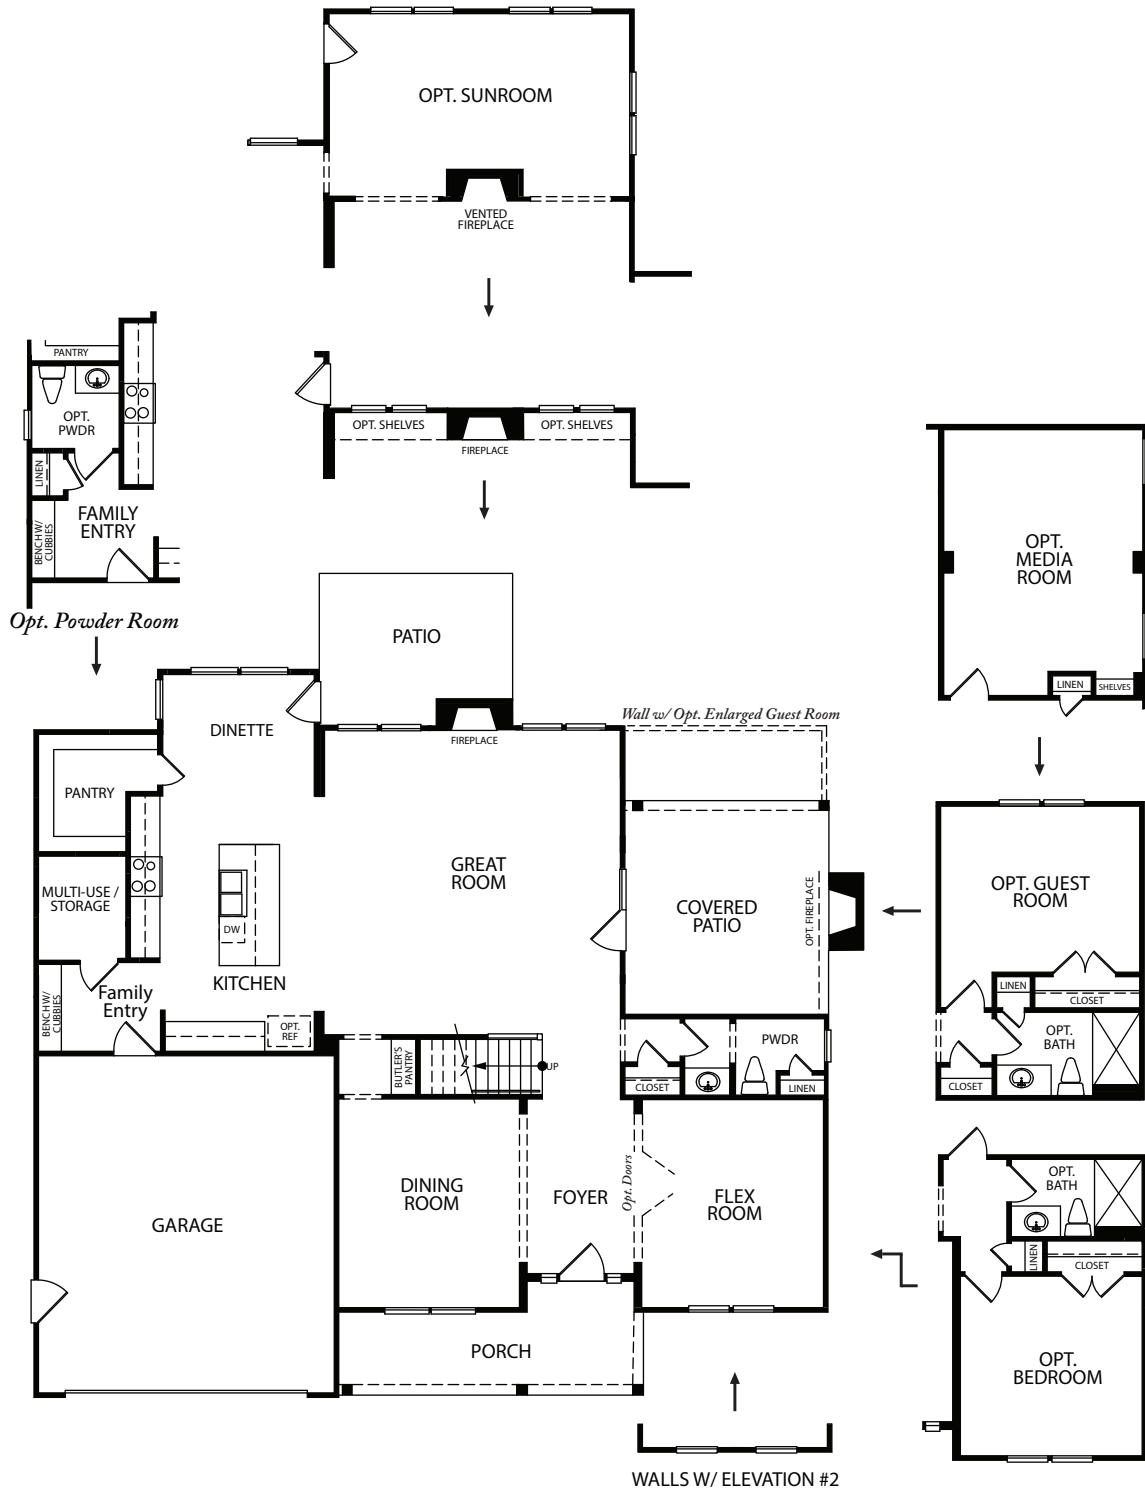 OPT. SUNROOM
VENTED
FIREPLACE
PANTRY
OPT.
PWDR
LINEN
BENCH W/
CUBBIES
FAMILY
ENTRY
Opt. Powder Room
OPT. SHELVES
OPT. SHELVES
FIREPLACE
OPT.
MEDIA
ROOM
LINEN
SHELVES
PATIO
DINETTE
FIREPLACE
Wall w/ Opt. Enlarged Guest Room
PANTRY
MULTI-USE /
STORAGE
GREAT
ROOM
COVERED
PATIO
OPT. FIREPLACE
DW
KITCHEN
BENCH W/
CUBBIES
Family
Entry
OPT.
REF
BUTLER'S
PANTRY
UP
PWDR
CLOSET
LINEN
OPT. GUEST
ROOM
LINEN
CLOSET
OPT.
BATH
CLOSET
GARAGE
DINING
ROOM
FOYER
Opt. Doors
FLEX
ROOM
PORCH
OPT.
BATH
LINEN
CLOSET
OPT.
BEDROOM
WALLS W/ ELEVATION #2